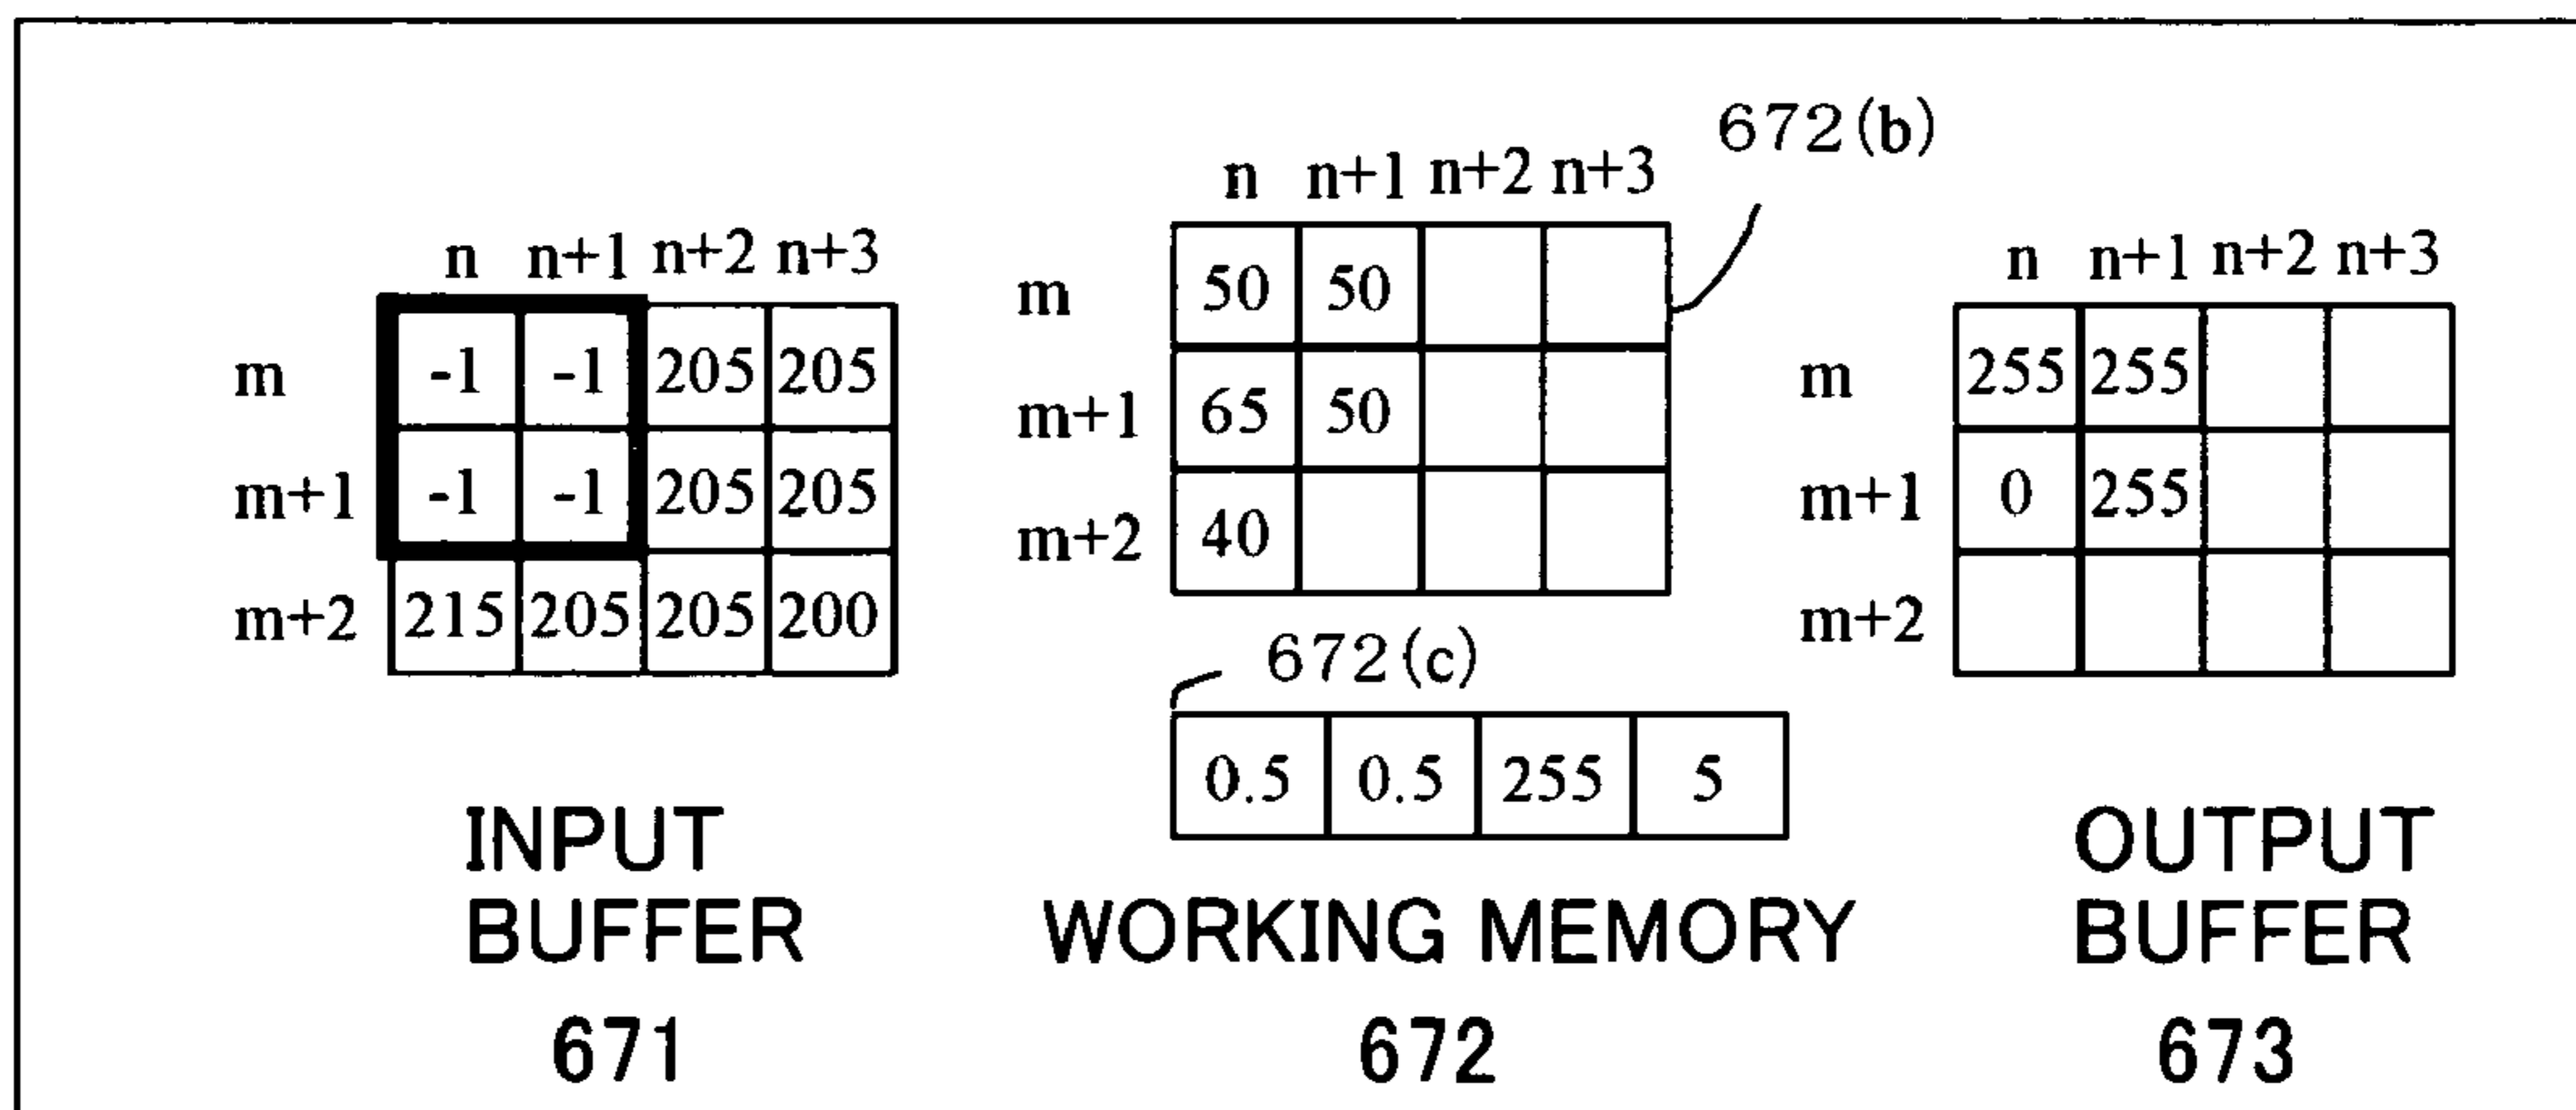 672(b)
n n+1 n+2 n+3
m -1 -1 205 205
m+1 -1 -1 205 205
m+2 215 205 205 200
INPUT
BUFFER
671
n n+1 n+2 n+3
m 50 50
m+1 65 50
m+2 40
672(c)
0.5 0.5 255 5
WORKING MEMORY
672
n n+1 n+2 n+3
m 255 255
m+1 0 255
m+2
OUTPUT
BUFFER
673